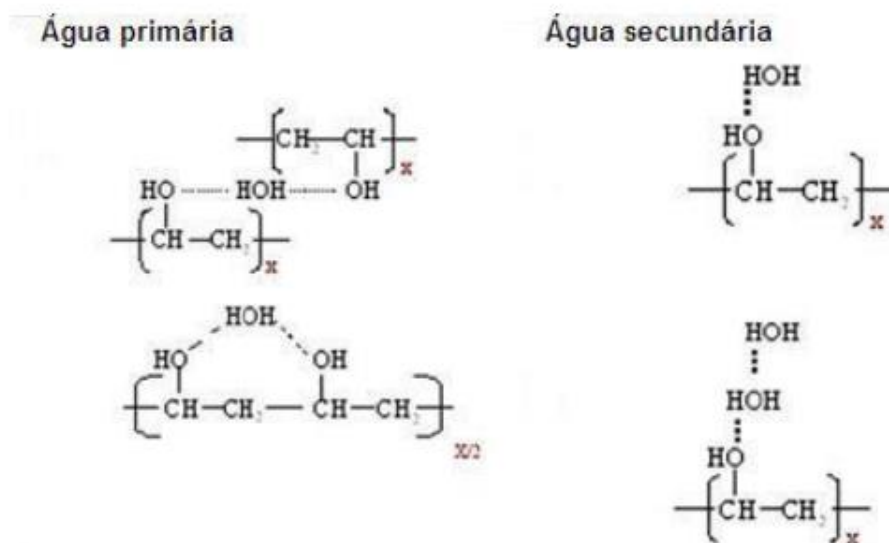 Água primária
Água secundária
CH2 CH
X
HO HOH OH
CH CH2
X
HOH
HO OH
CH CH2 CH CH2
X/2
HOH
HO
CH CH2
X
HOH
HOH
HO
CH CH2
X